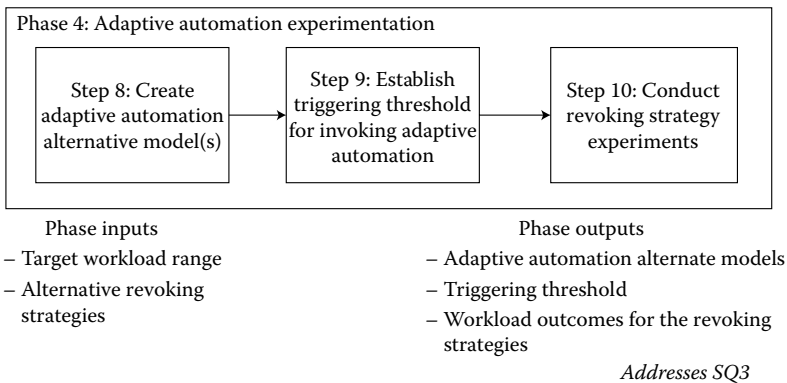 Phase 4: Adaptive automation experimentation
Step 8: Create
adaptive automation
alternative model(s)
Step 9: Establish
triggering threshold
for invoking adaptive
automation
Step 10: Conduct
revoking strategy
experiments
Phase inputs
– Target workload range
– Alternative revoking
strategies
Phase outputs
– Adaptive automation alternate models
– Triggering threshold
– Workload outcomes for the revoking
strategies
Addresses SQ3